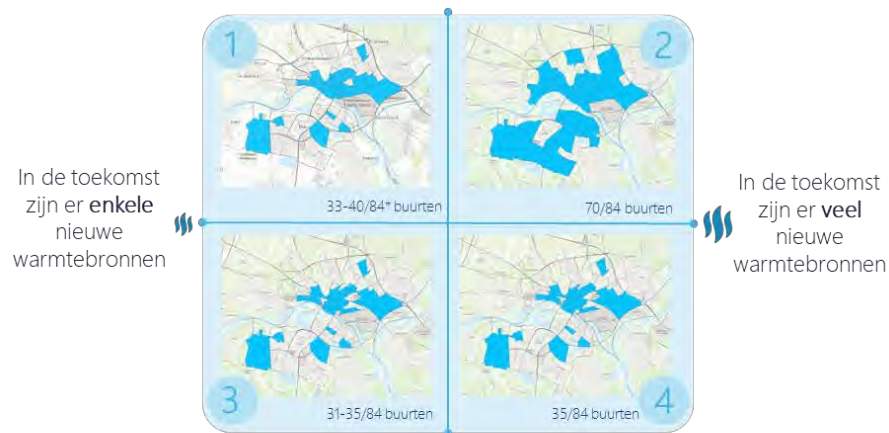 1
2
33-40/84* buurten
70/84 buurten
In de toekomst
zijn er enkele
nieuwe
warmtebronnen
In de toekomst
zijn er veel
nieuwe
warmtebronnen
3
31-35/84 buurten
35/84 buurten
4